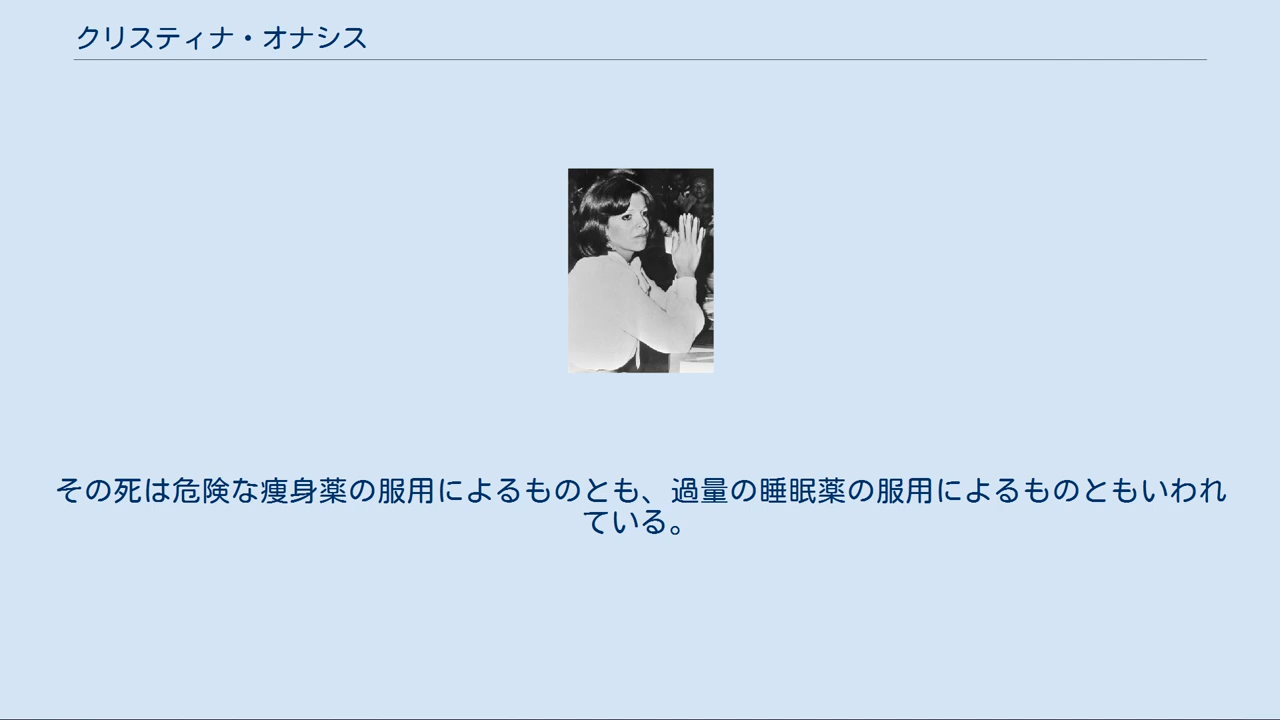 クリスティナ・オナシス
その死は危険な痩身薬の服用によるものとも、過量の睡眠薬の服用によるものともいわれ
ている。